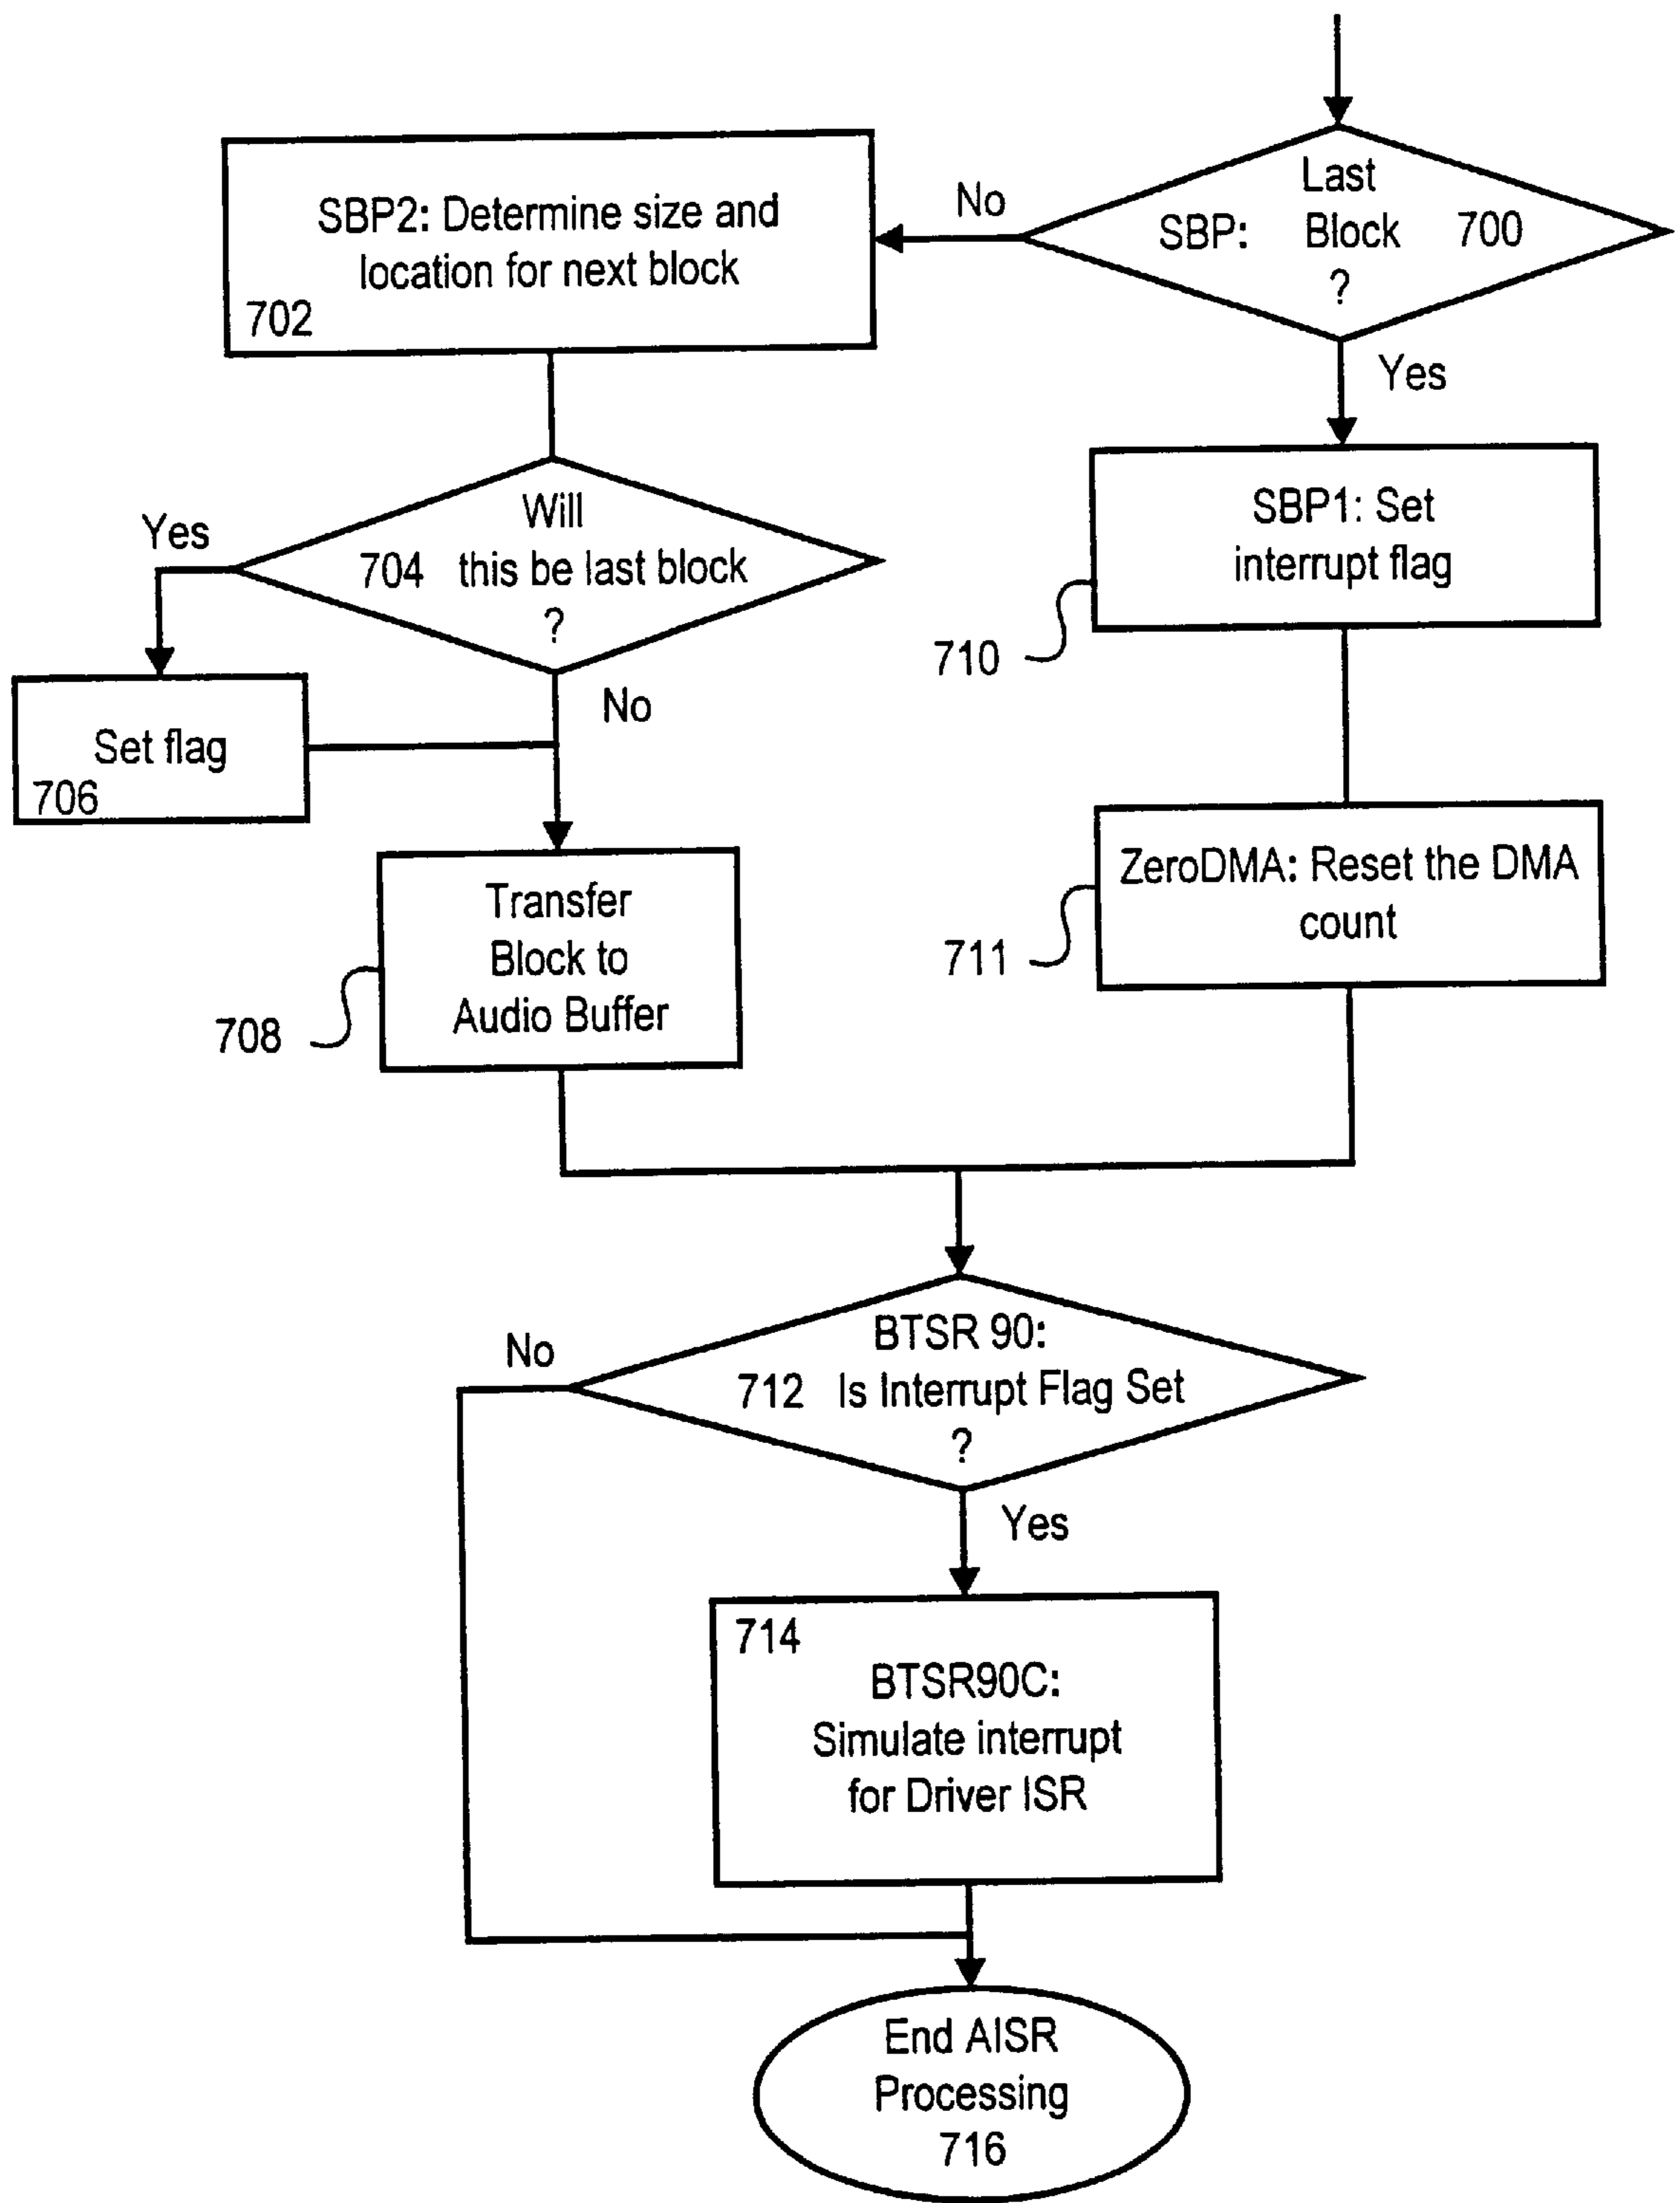 Last
SBP: Block 700
?
No
Yes
SBP2: Determine size and
location for next block
702
Will
704 this be last block
?
Yes
No
Set flag
706
Transfer
Block to
Audio Buffer
708
SBP1: Set
interrupt flag
710
ZeroDMA: Reset the DMA
count
711
BTSR 90:
712 Is Interrupt Flag Set
?
No
Yes
714
BTSR90C:
Simulate interrupt
for Driver ISR
End AISR
Processing
716